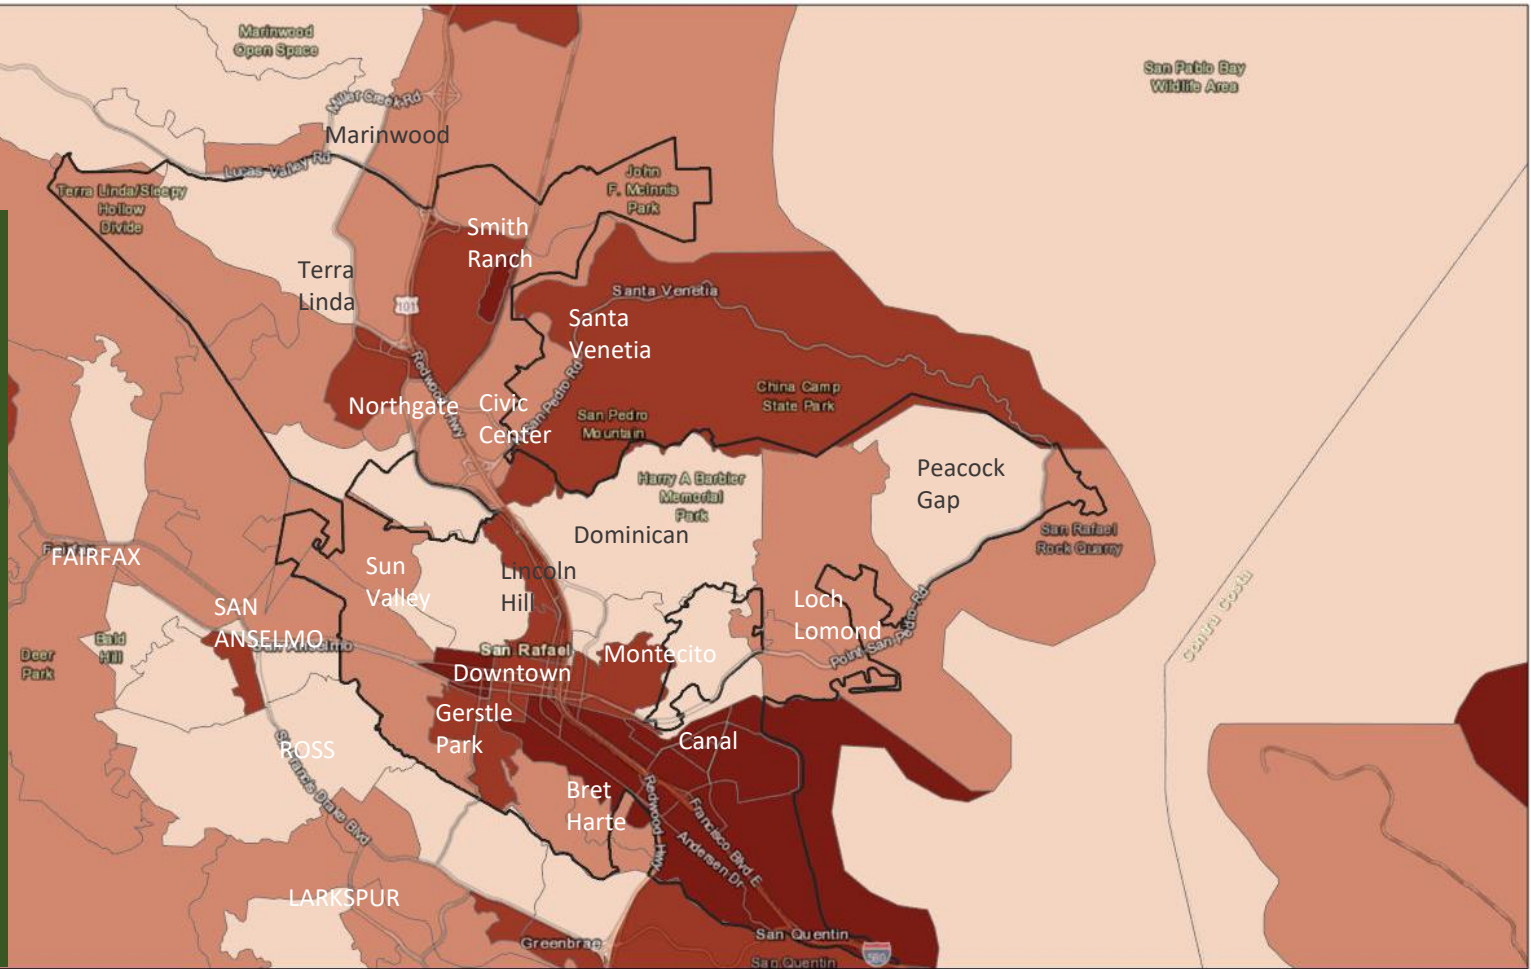 Marinwood
Open Space
San Pablo Bay
Wildlife Area
Miller Creek Rd
Marinwood
Lucas Valley Rd
John
F. McInnis
Park
Terra Linda/Sleepy
Hollow
Divide
Smith
Ranch
Terra
Linda
101
Santa Venetia
Santa
Venetia
Redwood Hwy
San Pedro Rd
China Camp
State Park
Northgate
Civic
Center
San Pedro
Mountain
Peacock
Gap
Harry A Barbier
Memorial
Park
Dominican
San Rafael
Rock Quarry
Fairfax
FAIRFAX
Sun
Valley
Lincoln
Hill
Contra Costa
SAN
ANSELMO
San Anselmo
Loch
Lomond
Point San Pedro Rd
Bald
Hill
Deer
Park
San Rafael
Montecito
Downtown
Gerstle
Park
Canal
ROSS
Sir Francis Drake Blvd
Bret
Harte
Redwood Hwy
Francisco Blvd E
Andersen Dr
LARKSPUR
Greenbrae
San Quentin
580
San Quentin